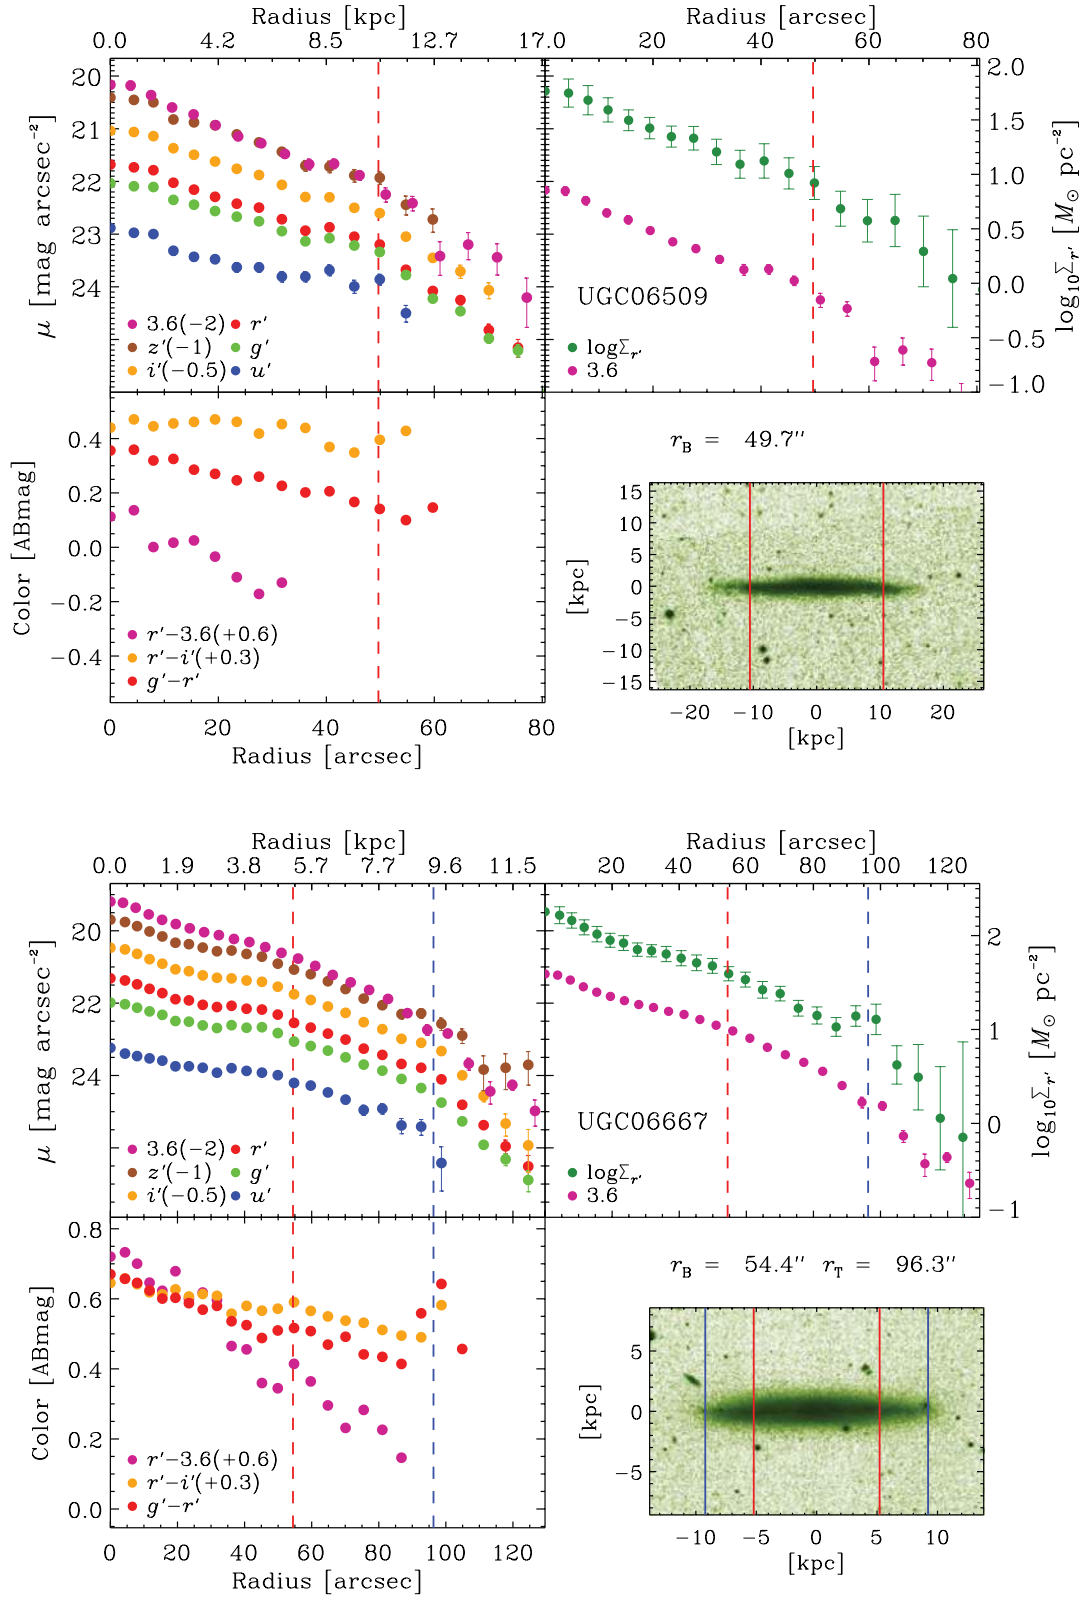 Radius [kpc] Radius [arcsec]
0.0 4.2 8.5 12.7 17.0 20 40 60 80
20 21 22 23 24
μ [mag arcsec⁻²]
3.6(−2) r′
z′(−1) g′
i′(−0.5) u′
UGC06509
logΣr′
3.6
2.0 1.5 1.0 0.5 0.0 −0.5 −1.0
log₁₀Σr′ [M⊙ pc⁻²]
0.4 0.2 0.0 −0.2 −0.4
Color [ABmag]
r′−3.6(+0.6)
r′−i′(+0.3)
g′−r′
0 20 40 60 80
Radius [arcsec]
rB = 49.7″
15 10 5 0 −5 −10 −15
[kpc]
−20 −10 0 10 20
[kpc]
Radius [kpc] Radius [arcsec]
0.0 1.9 3.8 5.7 7.7 9.6 11.5 20 40 60 80 100 120
20 22 24
μ [mag arcsec⁻²]
3.6(−2) r′
z′(−1) g′
i′(−0.5) u′
UGC06667
logΣr′
3.6
2 1 0 −1
log₁₀Σr′ [M⊙ pc⁻²]
0.8 0.6 0.4 0.2 0.0
Color [ABmag]
r′−3.6(+0.6)
r′−i′(+0.3)
g′−r′
0 20 40 60 80 100 120
Radius [arcsec]
rB = 54.4″ rT = 96.3″
5 0 −5
[kpc]
−10 −5 0 5 10
[kpc]